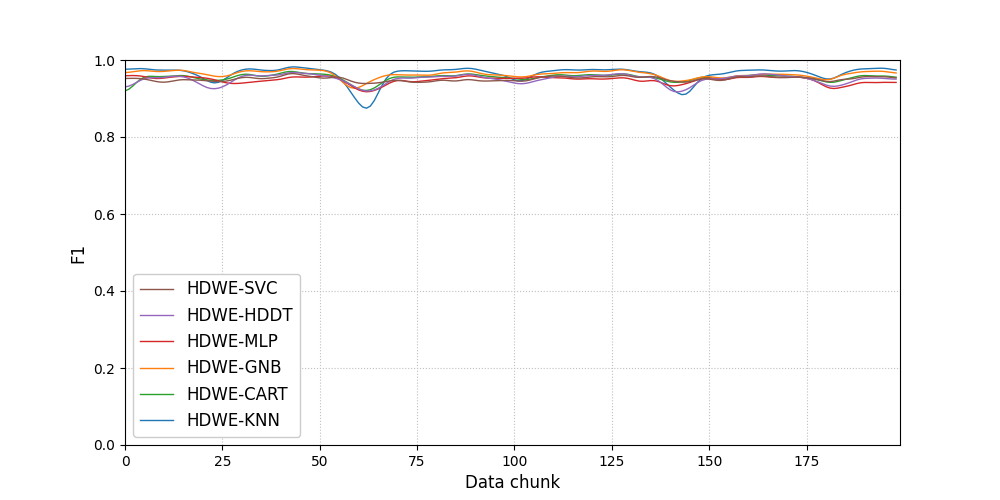 1.0
0.8
0.6
0.4
0.2
0.0
F1
HDWE-SVC
HDWE-HDDT
HDWE-MLP
HDWE-GNB
HDWE-CART
HDWE-KNN
0 25 50 75 100 125 150 175
Data chunk